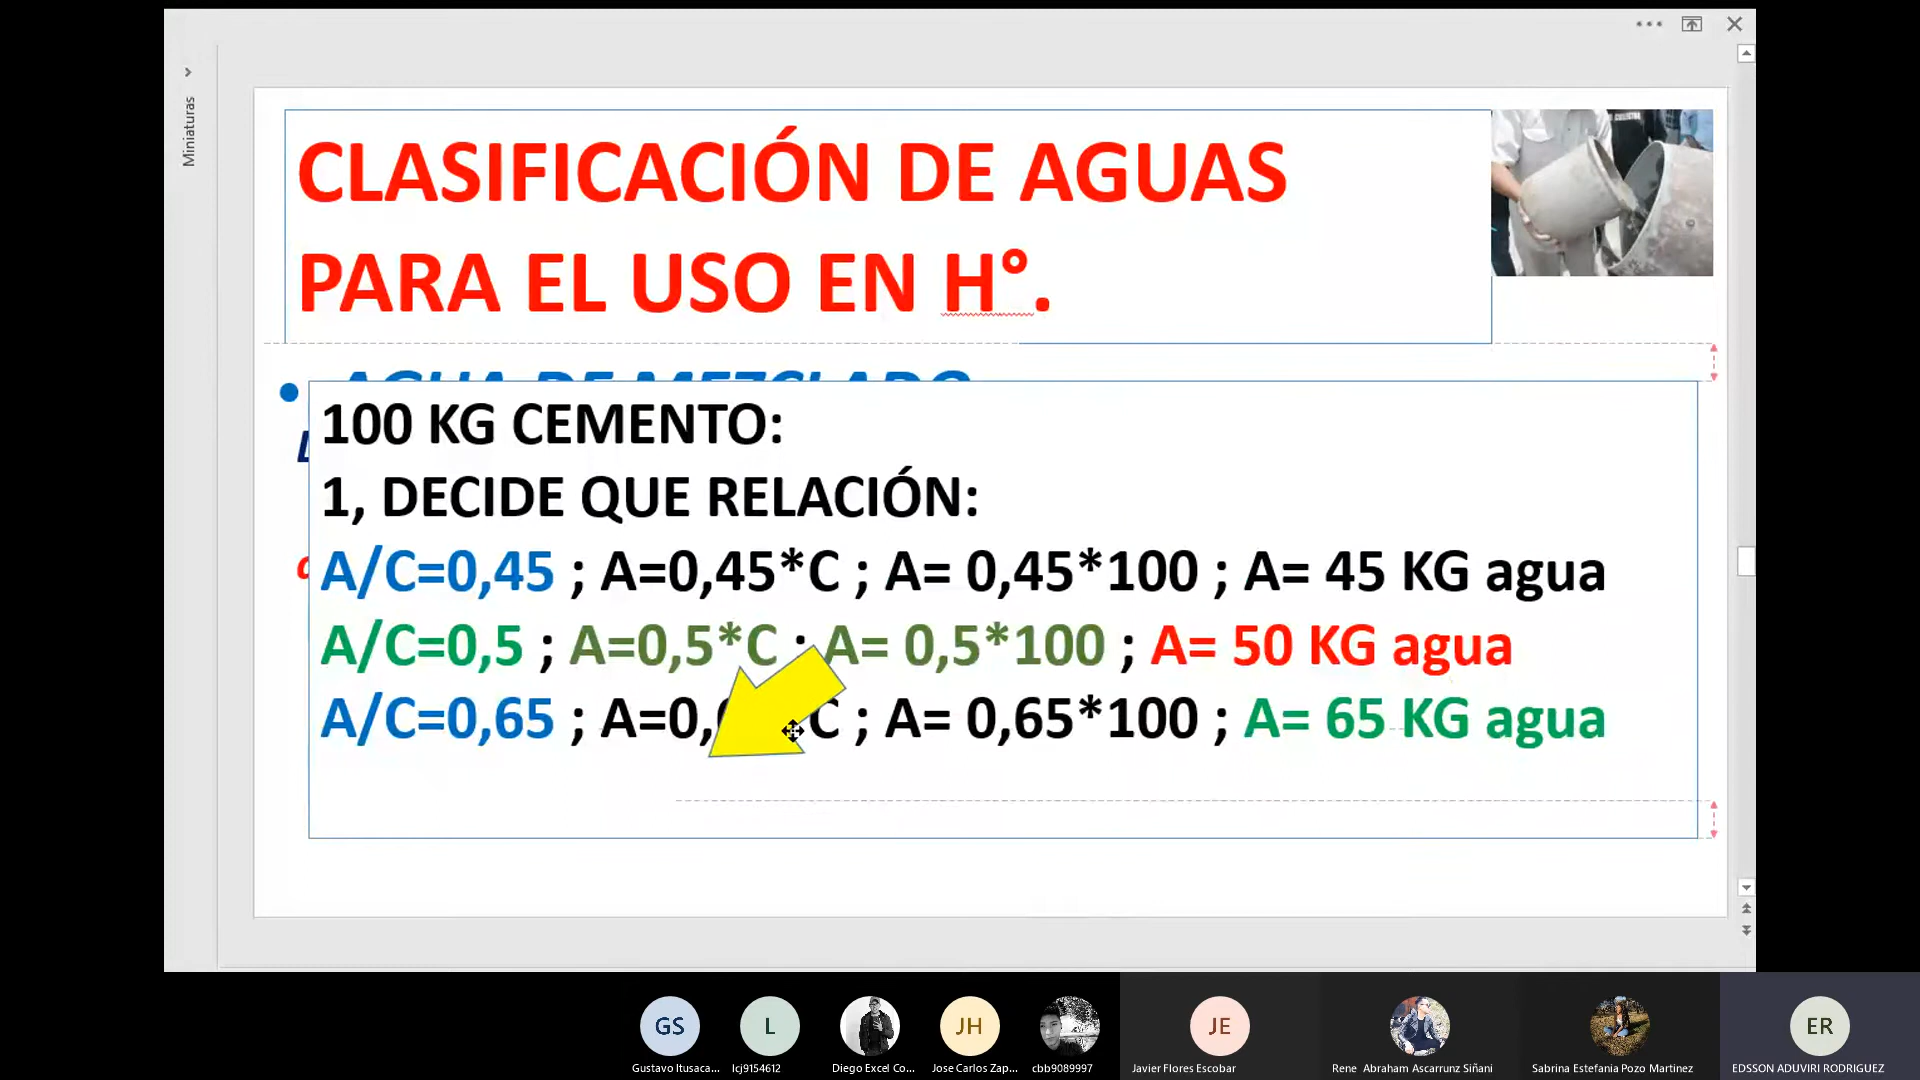 Miniaturas
CLASIFICACIÓN DE AGUAS
PARA EL USO EN H°.
AGUA DE MEZCLADO
100 KG CEMENTO:
1, DECIDE QUE RELACIÓN:
A/C=0,45 ; A=0,45*C ; A= 0,45*100 ; A= 45 KG agua
A/C=0,5 ; A=0,5*C ; A= 0,5*100 ; A= 50 KG agua
A/C=0,65 ; A=0, C ; A= 0,65*100 ; A= 65 KG agua
GS
L
JH
JE
ER
Gustavo Itusaca...
lcj9154612
Diego Excel Co...
Jose Carlos Zap...
cbb9089997
Javier Flores Escobar
Rene Abraham Ascarrunz Siñani
Sabrina Estefania Pozo Martinez
EDSSON ADUVIRI RODRIGUEZ